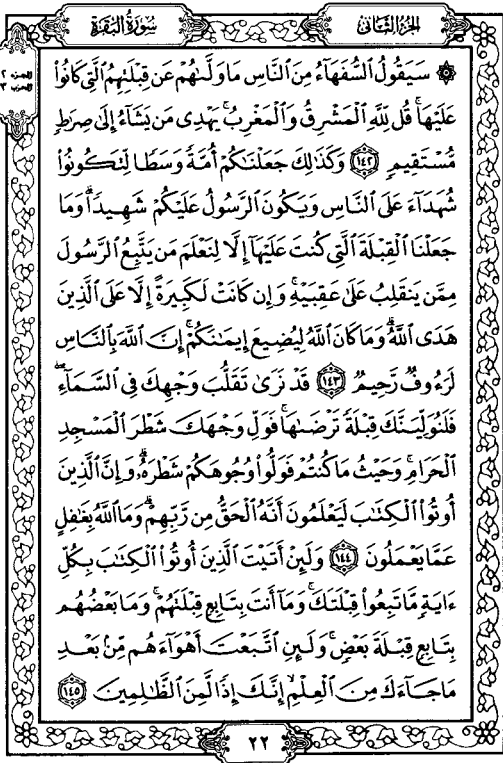 سُورَةُ البَقَرَةِ
الجُزْءُ الثَّانِي
۞ سَيَقُولُ ٱلسُّفَهَآءُ مِنَ ٱلنَّاسِ مَا وَلَّىٰهُمْ عَن قِبْلَتِهِمُ ٱلَّتِى كَانُوا۟
عَلَيْهَا ۚ قُل لِّلَّهِ ٱلْمَشْرِقُ وَٱلْمَغْرِبُ ۚ يَهْدِى مَن يَشَآءُ إِلَىٰ صِرَٰطٍ
مُّسْتَقِيمٍ ١٤٢ وَكَذَٰلِكَ جَعَلْنَٰكُمْ أُمَّةً وَسَطًا لِّتَكُونُوا۟
شُهَدَآءَ عَلَى ٱلنَّاسِ وَيَكُونَ ٱلرَّسُولُ عَلَيْكُمْ شَهِيدًا ۗ وَمَا
جَعَلْنَا ٱلْقِبْلَةَ ٱلَّتِى كُنتَ عَلَيْهَآ إِلَّا لِنَعْلَمَ مَن يَتَّبِعُ ٱلرَّسُولَ
مِمَّن يَنقَلِبُ عَلَىٰ عَقِبَيْهِ ۚ وَإِن كَانَتْ لَكَبِيرَةً إِلَّا عَلَى ٱلَّذِينَ
هَدَى ٱللَّهُ ۗ وَمَا كَانَ ٱللَّهُ لِيُضِيعَ إِيمَٰنَكُمْ ۚ إِنَّ ٱللَّهَ بِٱلنَّاسِ
لَرَءُوفٌ رَّحِيمٌ ١٤٣ قَدْ نَرَىٰ تَقَلُّبَ وَجْهِكَ فِى ٱلسَّمَآءِ ۖ
فَلَنُوَلِّيَنَّكَ قِبْلَةً تَرْضَىٰهَا ۚ فَوَلِّ وَجْهَكَ شَطْرَ ٱلْمَسْجِدِ
ٱلْحَرَامِ ۚ وَحَيْثُ مَا كُنتُمْ فَوَلُّوا۟ وُجُوهَكُمْ شَطْرَهُۥ ۗ وَإِنَّ ٱلَّذِينَ
أُوتُوا۟ ٱلْكِتَٰبَ لَيَعْلَمُونَ أَنَّهُ ٱلْحَقُّ مِن رَّبِّهِمْ ۗ وَمَا ٱللَّهُ بِغَٰفِلٍ
عَمَّا يَعْمَلُونَ ١٤٤ وَلَئِنْ أَتَيْتَ ٱلَّذِينَ أُوتُوا۟ ٱلْكِتَٰبَ بِكُلِّ
ءَايَةٍ مَّا تَبِعُوا۟ قِبْلَتَكَ ۚ وَمَآ أَنتَ بِتَابِعٍ قِبْلَتَهُمْ ۚ وَمَا بَعْضُهُم
بِتَابِعٍ قِبْلَةَ بَعْضٍ ۚ وَلَئِنِ ٱتَّبَعْتَ أَهْوَآءَهُم مِّنۢ بَعْدِ
مَا جَآءَكَ مِنَ ٱلْعِلْمِ ۙ إِنَّكَ إِذًا لَّمِنَ ٱلظَّٰلِمِينَ ١٤٥
الجزء ٢
الحزب ٣
٢٢